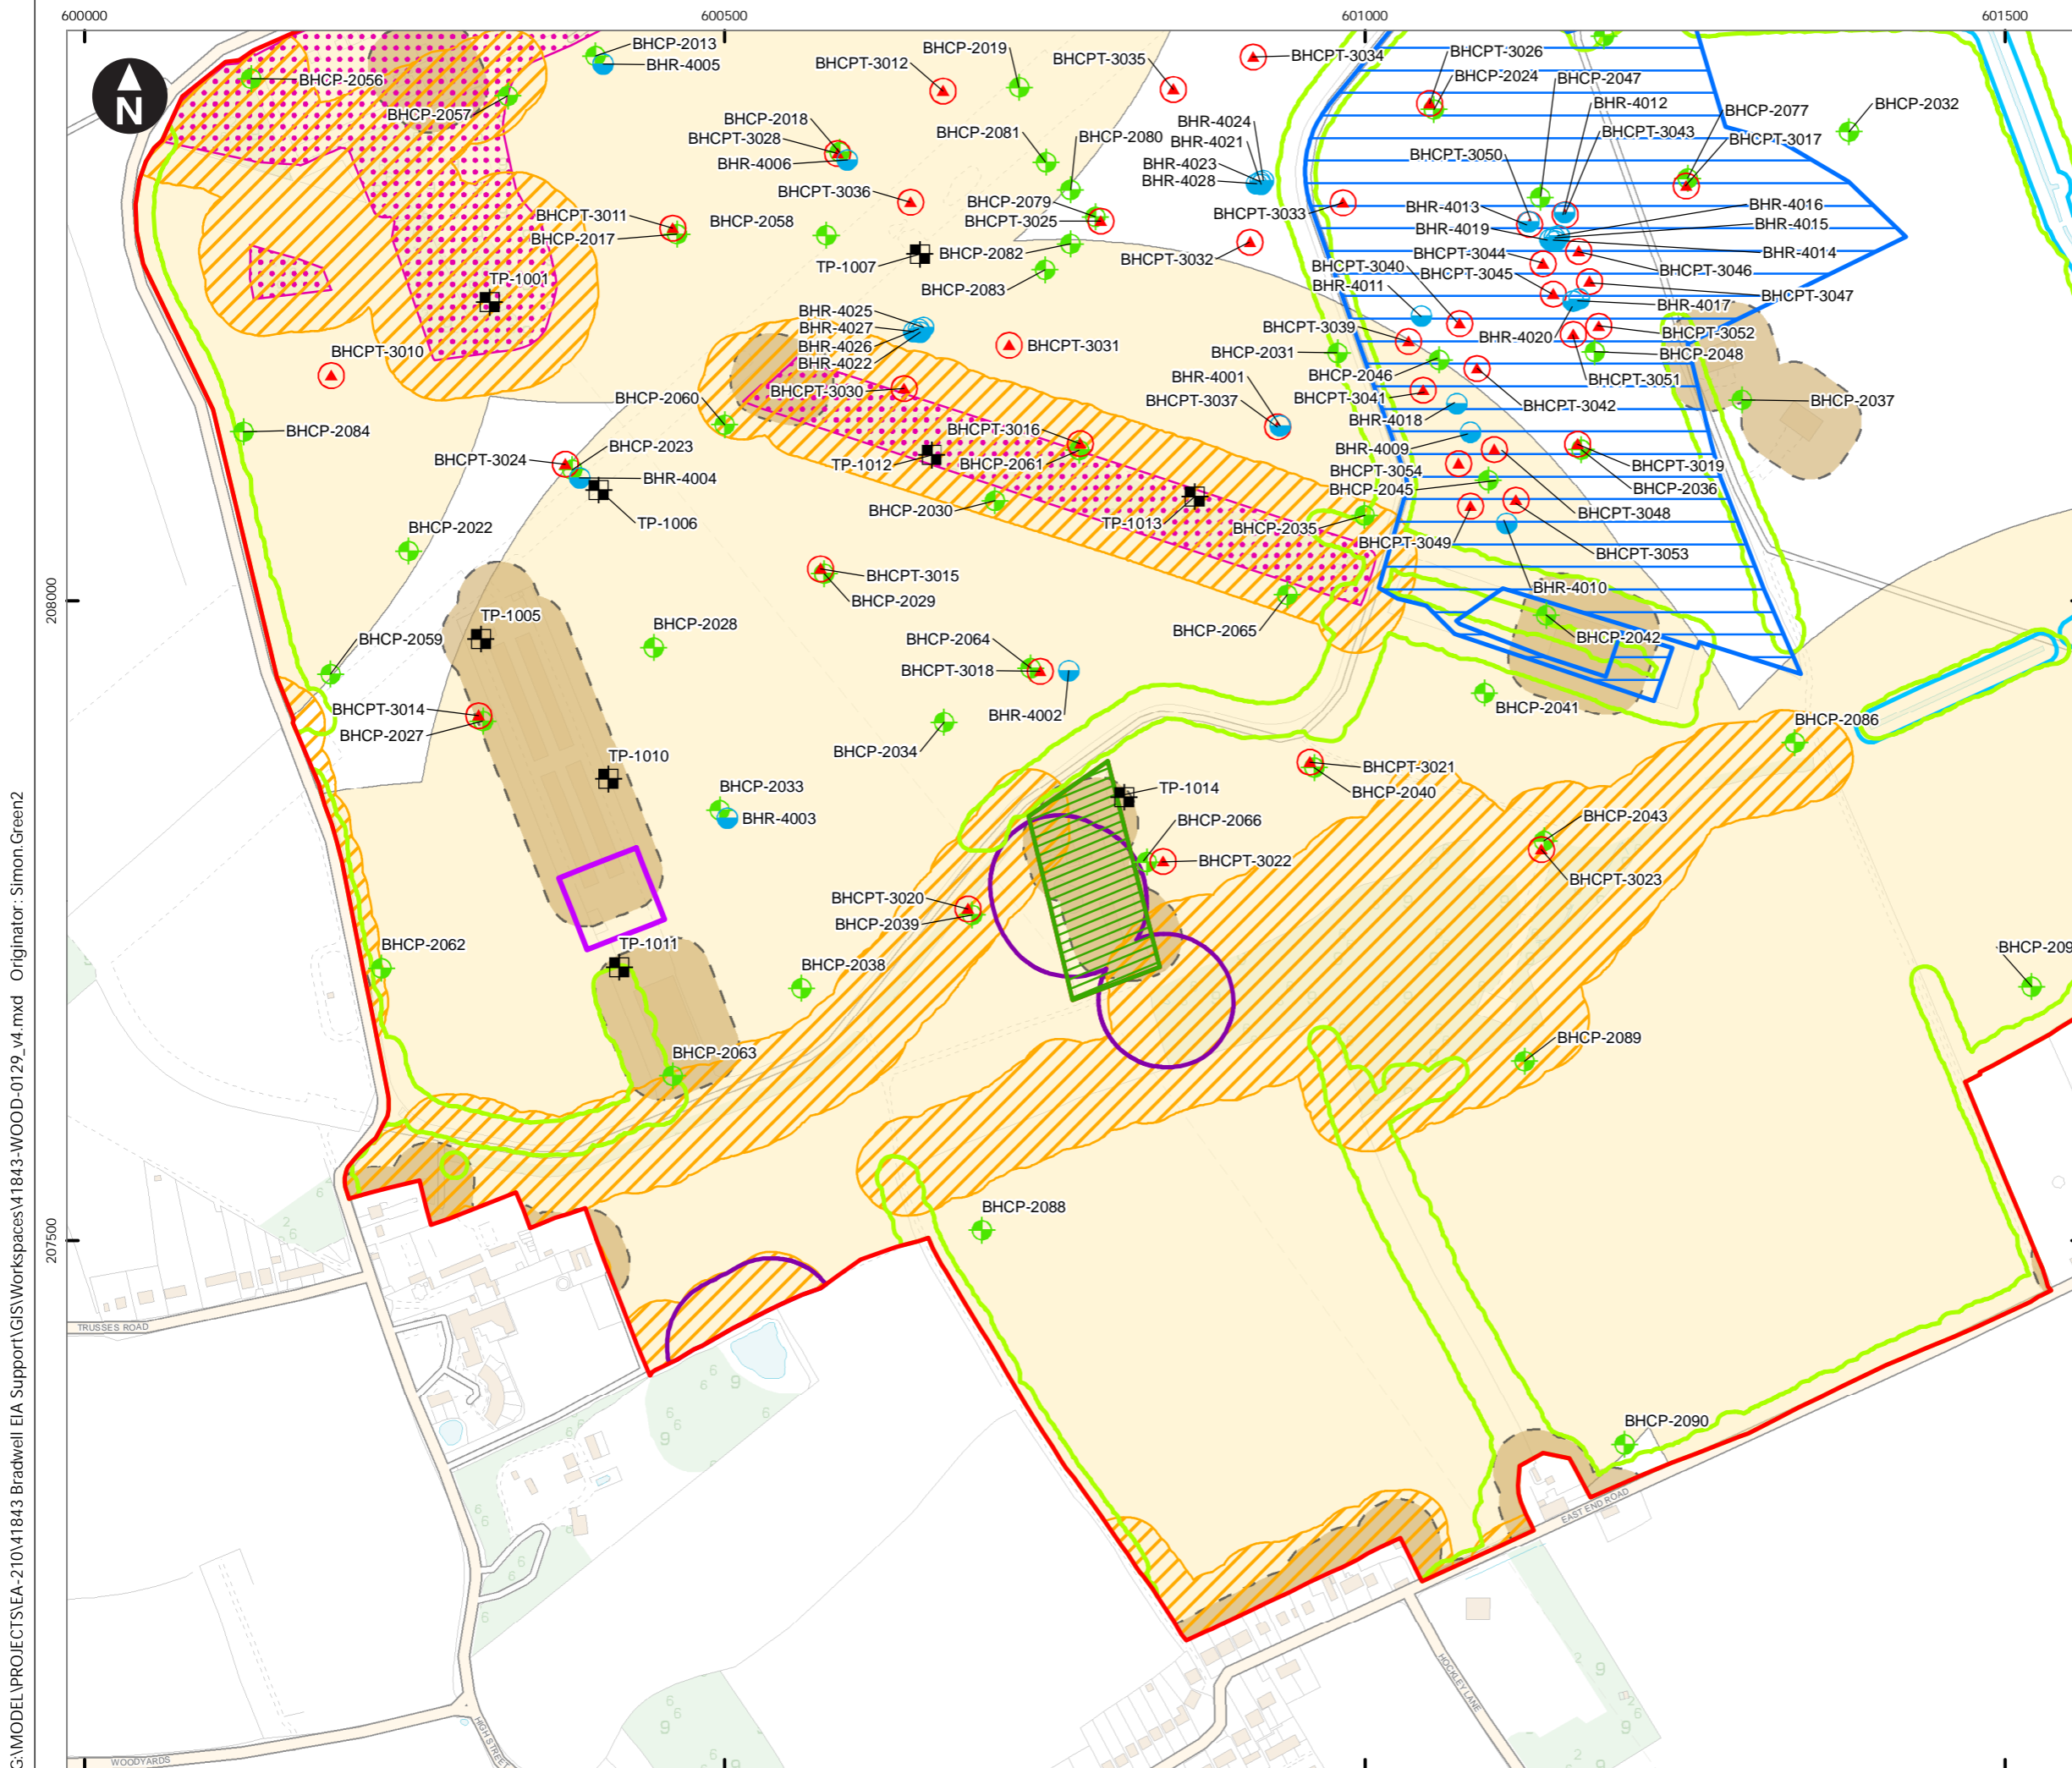 600000
600500
601000
601500
N
BHCP-2013
BHR-4005
BHCP-2056
BHCP-2057
BHCPT-3012
BHCP-2019
BHCPT-3035
BHCPT-3034
BHCPT-3026
BHCP-2024
BHCP-2047
BHR-4012
BHCP-2077
BHCP-2032
BHCPT-3043
BHCPT-3017
BHCPT-3050
BHCP-2018
BHCPT-3028
BHR-4006
BHCP-2081
BHCP-2080
BHR-4024
BHR-4021
BHR-4023
BHR-4028
BHCPT-3036
BHCP-2079
BHCPT-3025
BHCPT-3033
BHR-4013
BHR-4019
BHR-4016
BHR-4015
BHR-4014
BHCPT-3011
BHCP-2017
BHCP-2058
TP-1007
BHCP-2082
BHCP-2083
BHCPT-3032
BHCPT-3044
BHCPT-3045
BHCPT-3046
BHCPT-3047
BHCPT-3040
BHR-4011
BHR-4017
TP-1001
BHR-4025
BHR-4027
BHR-4026
BHR-4022
BHCPT-3031
BHCPT-3039
BHR-4020
BHCPT-3052
BHCP-2048
BHCPT-3051
BHCPT-3010
BHCP-2031
BHCP-2046
BHCPT-3030
BHR-4001
BHCPT-3037
BHCPT-3041
BHCPT-3042
BHR-4018
BHCP-2037
BHCP-2060
BHCP-2084
BHCPT-3016
BHCP-2061
TP-1012
BHR-4009
BHCPT-3054
BHCP-2045
BHCPT-3019
BHCP-2036
BHCP-2023
BHCPT-3024
BHR-4004
TP-1006
BHCP-2030
TP-1013
BHCP-2035
BHCPT-3048
BHCPT-3049
BHCPT-3053
BHCP-2022
BHCPT-3015
BHCP-2029
BHR-4010
208000
TP-1005
BHCP-2059
BHCP-2028
BHCP-2064
BHCPT-3018
BHCP-2065
BHCP-2042
BHCPT-3014
BHCP-2027
BHR-4002
BHCP-2034
BHCP-2041
BHCP-2086
TP-1010
BHCP-2033
BHR-4003
TP-1014
BHCPT-3021
BHCP-2040
BHCP-2066
BHCPT-3022
BHCP-2043
BHCPT-3023
BHCPT-3020
BHCP-2039
BHCP-2062
TP-1011
BHCP-2038
BHCP-209
BHCP-2063
BHCP-2089
BHCP-2088
207500
TRUSSES ROAD
BHCP-2090
EAST END ROAD
HOCKLEY LANE
HIGH STREET
WOODYARDS
G:\MODEL\PROJECTS\EA-210\41843 Bradwell EIA Support\GIS\Workspaces\41843-WOOD-0129_v4.mxd Originator: Simon.Green2